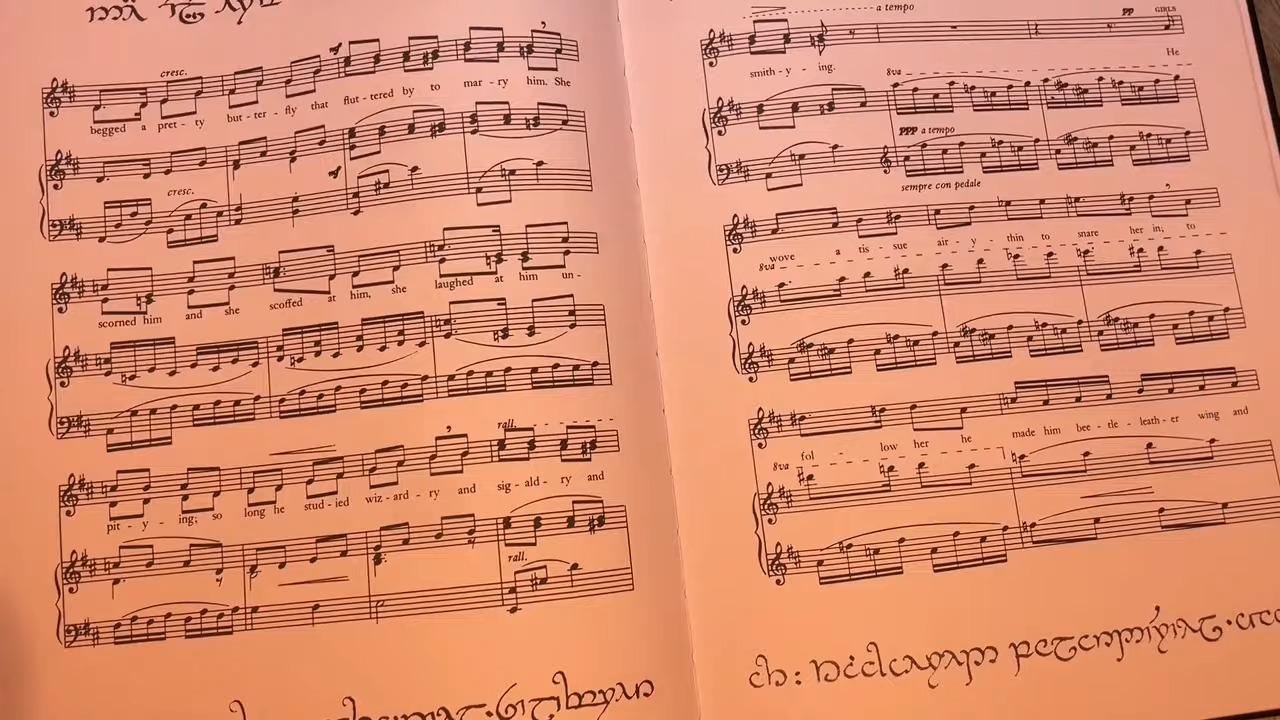 cresc.
begged a pret - ty but - ter - fly that flut - tered by to mar - ry him. She
mf
cresc.
mf
scorned him and she scoffed at him, she laughed at him un -
rall.
pit - y - ing; so long he stud - ied wiz - ard - ry and sig - ald - ry and
rall.
a tempo
pp GIRLS
smith - y - ing. He
8va
ppp a tempo
sempre con pedale
wove a tis - sue air - y - thin to snare her in; to
8va
fol - low her he made him bee - tle - leath - er wing and
8va